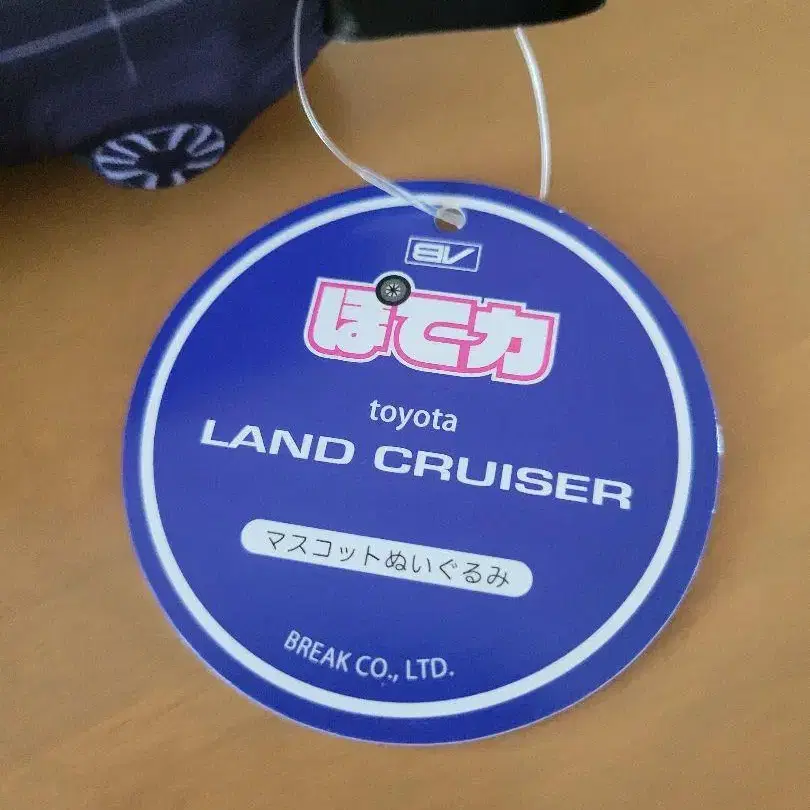 BV
ぽて力
toyota
LAND CRUISER
マスコットぬいぐるみ
BREAK CO., LTD.